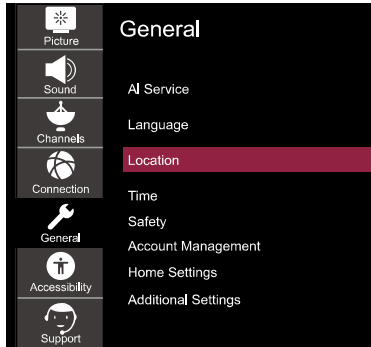 Picture
Sound
Channels
Connection
General
Accessibility
Support
General
AI Service
Language
Location
Time
Safety
Account Management
Home Settings
Additional Settings